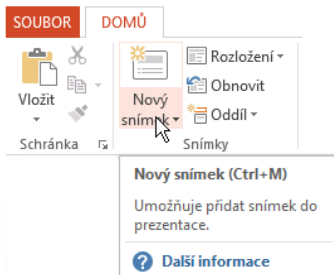 SOUBOR DOMŮ
Vložit
Nový snímek
Rozložení
Obnovit
Oddíl
Schránka
Snímky
Nový snímek (Ctrl+M)
Umožňuje přidat snímek do
prezentace.
Další informace